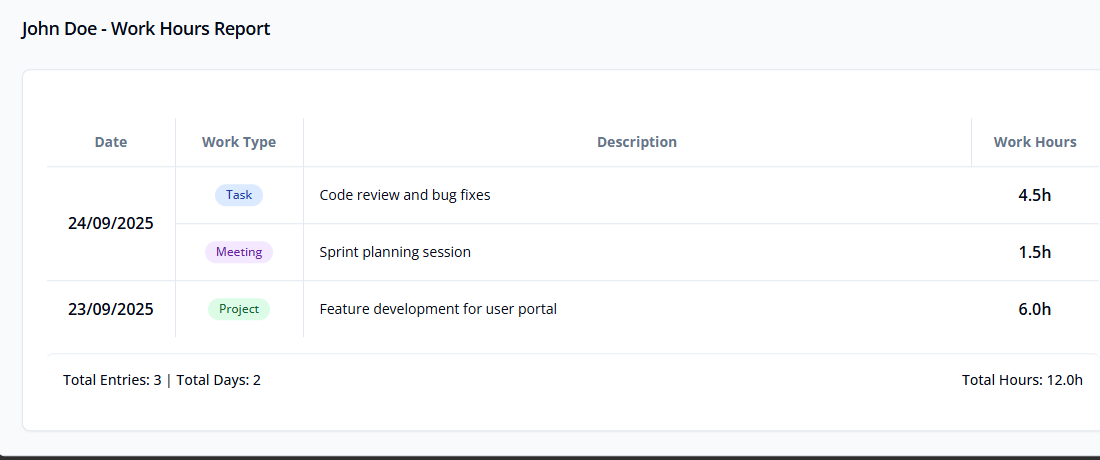 John Doe - Work Hours Report
Date Work Type Description Work Hours
24/09/2025
Task Code review and bug fixes 4.5h
Meeting Sprint planning session 1.5h
23/09/2025 Project Feature development for user portal 6.0h
Total Entries: 3 | Total Days: 2 Total Hours: 12.0h